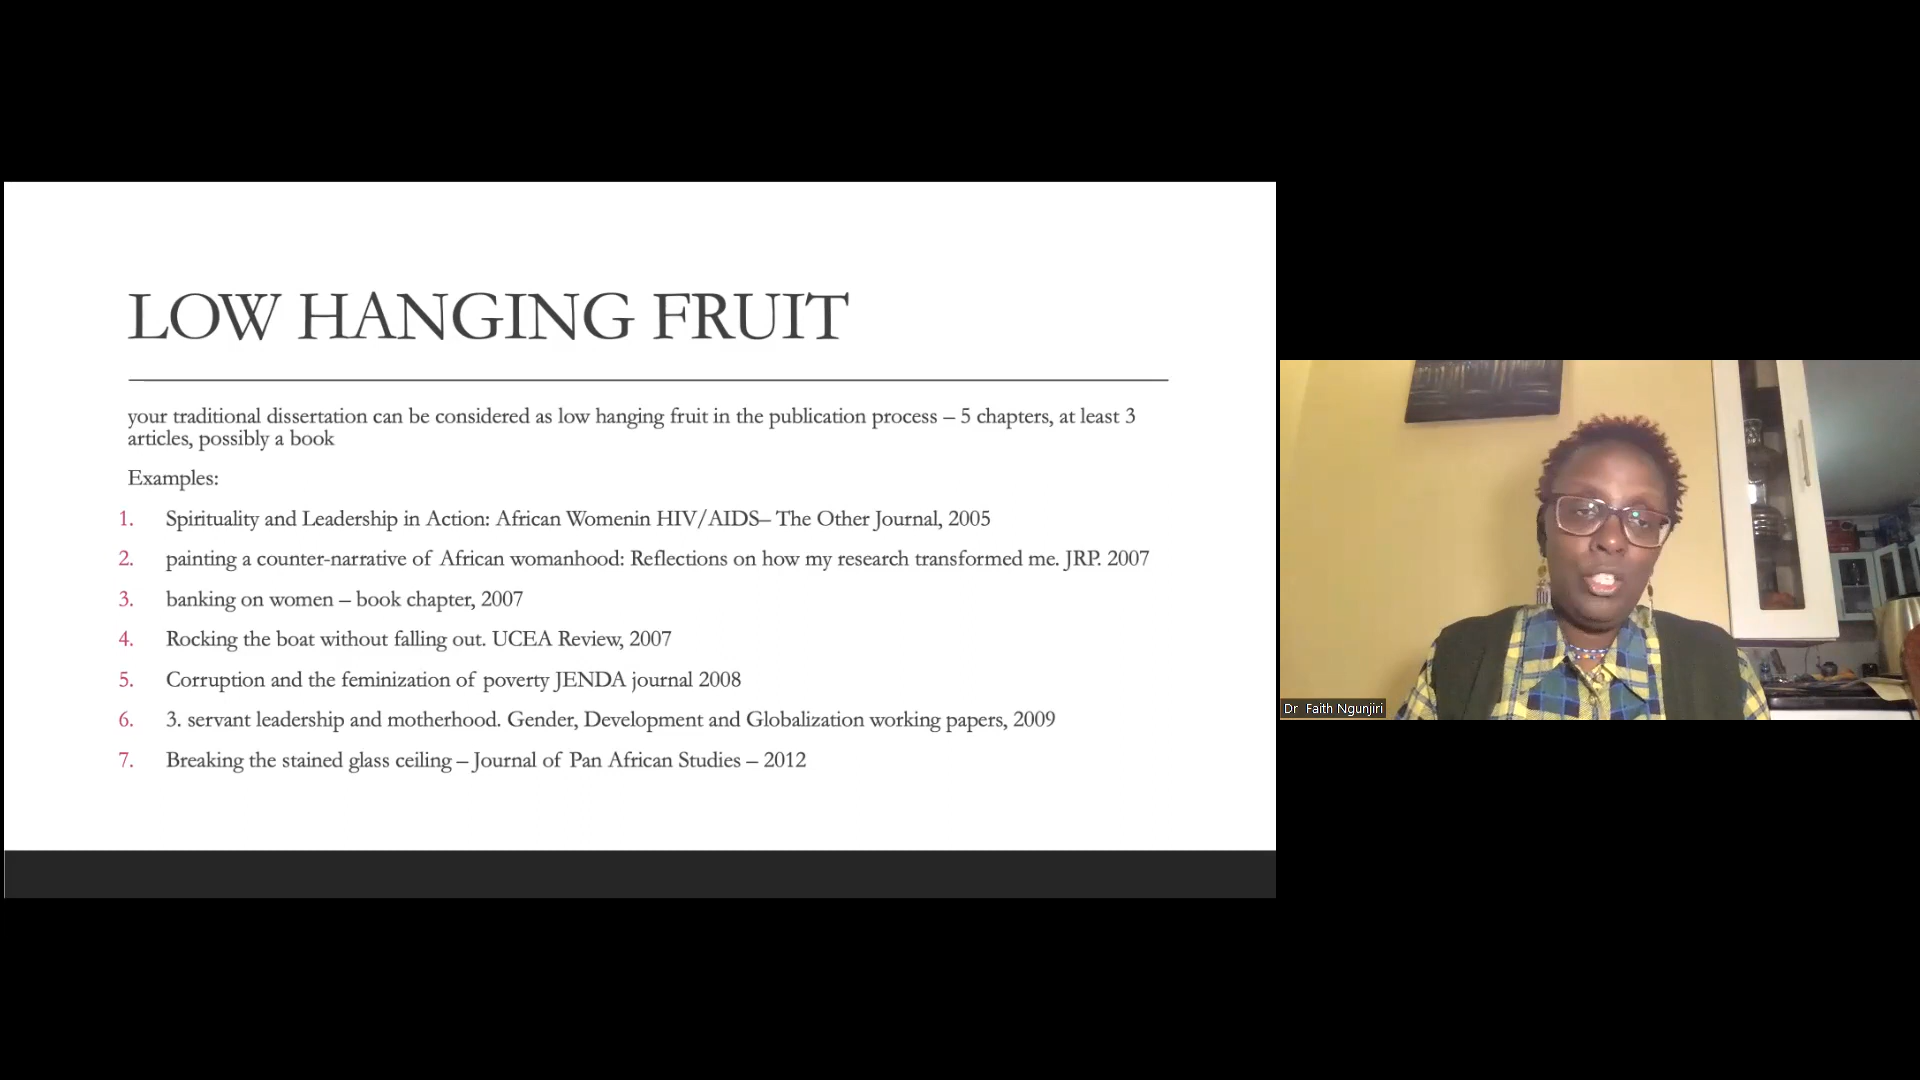 LOW HANGING FRUIT
your traditional dissertation can be considered as low hanging fruit in the publication process – 5 chapters, at least 3
articles, possibly a book
Examples:
1. Spirituality and Leadership in Action: African Womenin HIV/AIDS– The Other Journal, 2005
2. painting a counter-narrative of African womanhood: Reflections on how my research transformed me. JRP. 2007
3. banking on women – book chapter, 2007
4. Rocking the boat without falling out. UCEA Review, 2007
5. Corruption and the feminization of poverty JENDA journal 2008
6. 3. servant leadership and motherhood. Gender, Development and Globalization working papers, 2009
7. Breaking the stained glass ceiling – Journal of Pan African Studies – 2012
Dr Faith Ngunjiri